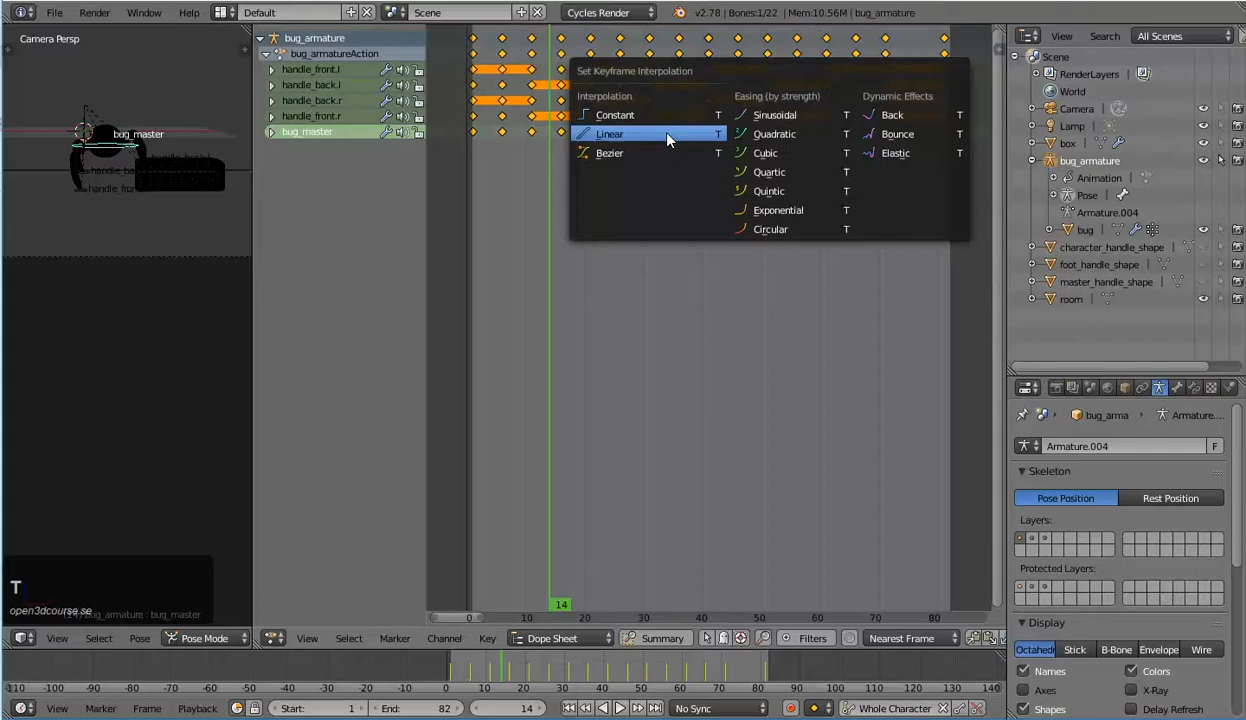 File Render Window Help Default Scene Cycles Render v2.78 | Bones:1/22 | Mem:10.56M | bug_armature
Camera Persp
bug_master
T
open3dcourse.se
(14) bug_armature : bug_master
bug_armature
bug_armatureAction
handle_front.l
handle_back.l
handle_back.r
handle_front.r
bug_master
Set Keyframe Interpolation
Interpolation Easing (by strength) Dynamic Effects
Constant T Sinusoidal T Back T
Linear T Quadratic T Bounce T
Bezier T Cubic T Elastic T
Quartic T
Quintic T
Exponential T
Circular T
14
0 10 30 40 50 60 70 80
View Search All Scenes
Scene
RenderLayers
World
Camera
Lamp
box
bug_armature
Animation
Pose
Armature.004
bug
character_handle_shape
foot_handle_shape
master_handle_shape
room
bug_arma Armature....
Armature.004 F
Skeleton
Pose Position Rest Position
Layers:
Protected Layers:
Display
Octahedr Stick B-Bone Envelope Wire
Names Colors
Axes X-Ray
Shapes Delay Refresh
View Select Pose Pose Mode View Select Marker Channel Key Dope Sheet Summary Filters Nearest Frame
-110 -90 -80 -70 -60 -50 -40 -30 -20 -10 0 10 20 30 40 50 60 70 80 90 100 110 120 130 140
View Marker Frame Playback Start: 1 End: 82 14 No Sync Whole Character